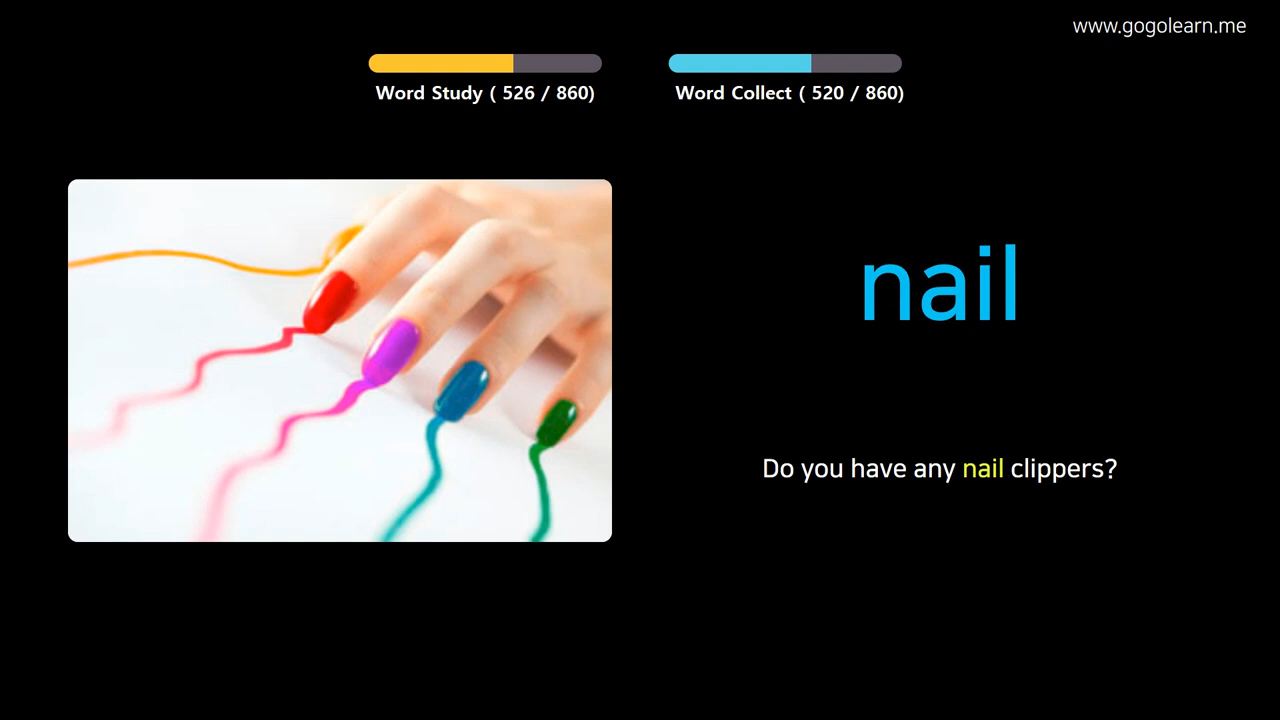 www.gogolearn.me
Word Study ( 526 / 860)
Word Collect ( 520 / 860)
nail
Do you have any nail clippers?